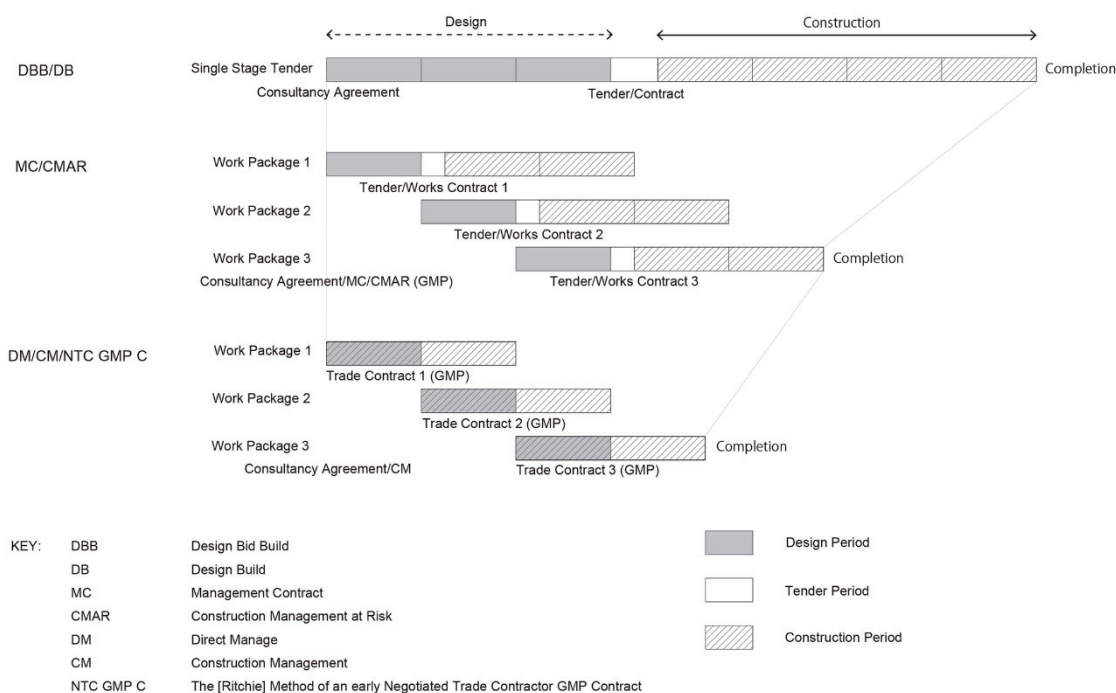 Design Construction
DBB/DB Single Stage Tender Completion
Consultancy Agreement Tender/Contract
MC/CMAR Work Package 1
Tender/Works Contract 1
Work Package 2
Tender/Works Contract 2
Work Package 3 Completion
Consultancy Agreement/MC/CMAR (GMP) Tender/Works Contract 3
DM/CM/NTC GMP C Work Package 1
Trade Contract 1 (GMP)
Work Package 2
Trade Contract 2 (GMP)
Work Package 3 Completion
Consultancy Agreement/CM Trade Contract 3 (GMP)
KEY: DBB Design Bid Build
DB Design Build
MC Management Contract
CMAR Construction Management at Risk
DM Direct Manage
CM Construction Management
NTC GMP C The [Ritchie] Method of an early Negotiated Trade Contractor GMP Contract
Design Period
Tender Period
Construction Period